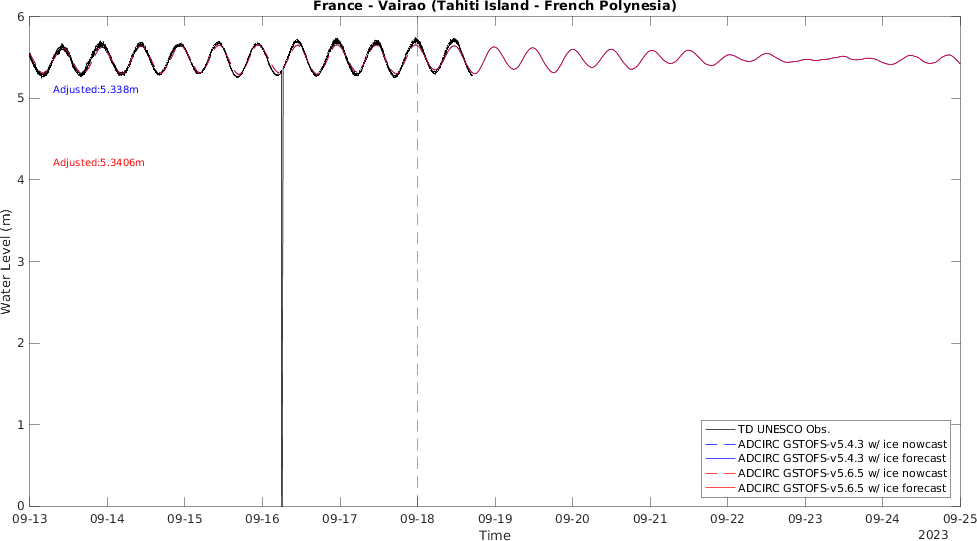 France - Vairao (Tahiti Island - French Polynesia)
6
5
4
3
2
1
0
Water Level (m)
Adjusted:5.338m
Adjusted:5.3406m
TD UNESCO Obs.
ADCIRC GSTOFS-v5.4.3 w/ ice nowcast
ADCIRC GSTOFS-v5.4.3 w/ ice forecast
ADCIRC GSTOFS-v5.6.5 w/ ice nowcast
ADCIRC GSTOFS-v5.6.5 w/ ice forecast
09-13 09-14 09-15 09-16 09-17 09-18 09-19 09-20 09-21 09-22 09-23 09-24 09-25
Time
2023